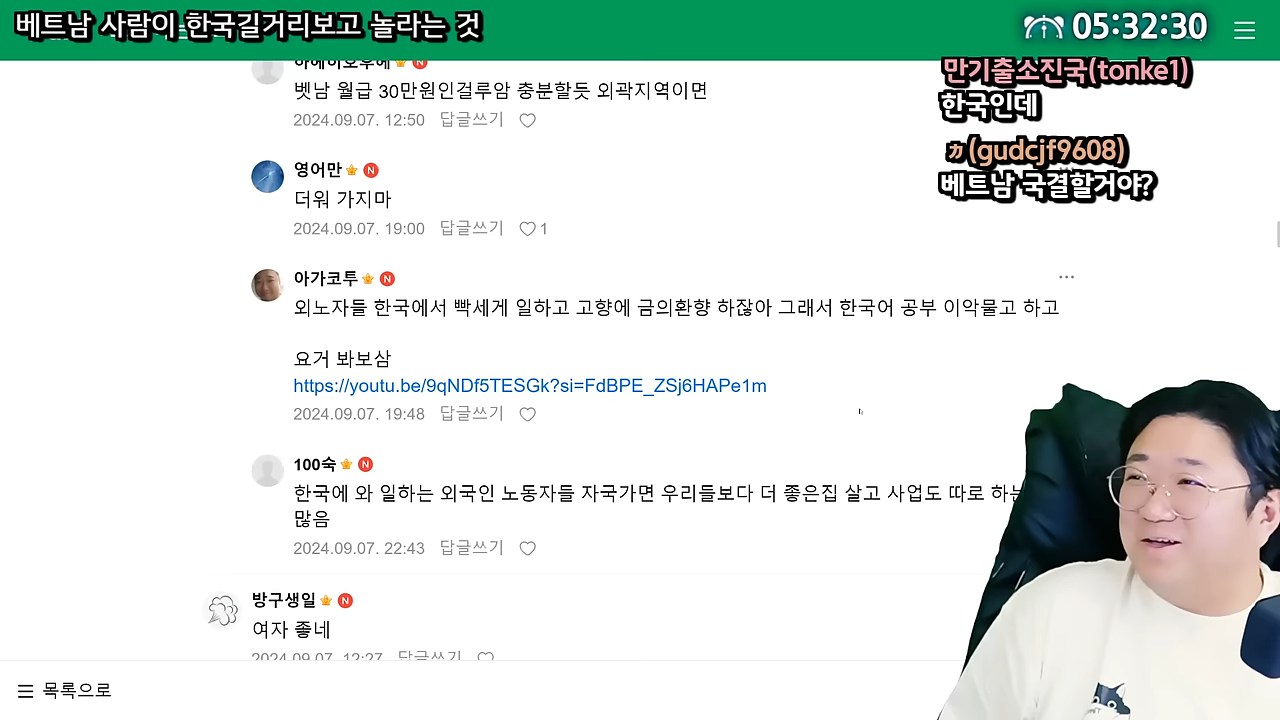 베트남 사람이 한국길거리보고 놀라는 것
05:32:30
만기출소진국(tonke1)
한국인데
ㄲ(gudcjf9608)
베트남 국결할거야?
벳남 월급 30만원인걸루암 충분할듯 외곽지역이면
2024.09.07. 12:50 답글쓰기
영어만 N
더워 가지마
2024.09.07. 19:00 답글쓰기 1
아가코투 N
외노자들 한국에서 빡세게 일하고 고향에 금의환향 하잖아 그래서 한국어 공부 이악물고 하고
요거 봐보삼
https://youtu.be/9qNDf5TESGk?si=FdBPE_ZSj6HAPe1m
2024.09.07. 19:48 답글쓰기
100숙 N
한국에 와 일하는 외국인 노동자들 자국가면 우리들보다 더 좋은집 살고 사업도 따로 하는
많음
2024.09.07. 22:43 답글쓰기
방구생일 N
여자 좋네
2024.09.07. 12:27 답글쓰기
목록으로